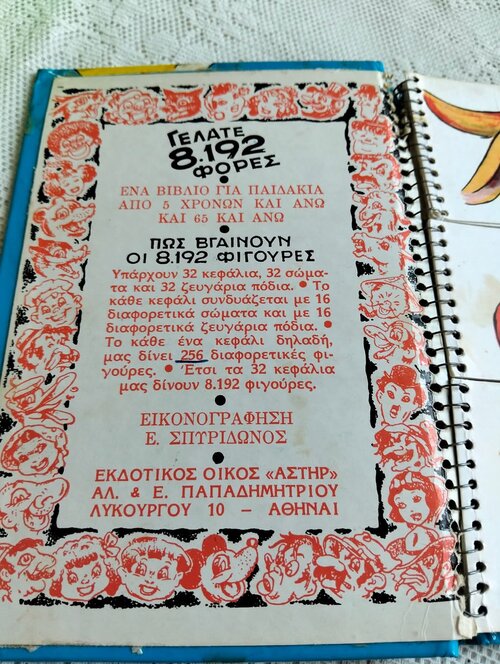 ΓΕΛΑΤΕ
8.192
ΦΟΡΕΣ
ΕΝΑ ΒΙΒΛΙΟ ΓΙΑ ΠΑΙΔΑΚΙΑ
ΑΠΟ 5 ΧΡΟΝΩΝ ΚΑΙ ΑΝΩ
ΚΑΙ 65 ΚΑΙ ΑΝΩ
ΠΩΣ ΒΓΑΙΝΟΥΝ
ΟΙ 8.192 ΦΙΓΟΥΡΕΣ
Υπάρχουν 32 κεφάλια, 32 σώμα-
τα και 32 ζευγάρια πόδια. • Το
κάθε κεφάλι συνδυάζεται με 16
διαφορετικά σώματα και με 16
διαφορετικά ζευγάρια πόδια. •
Το κάθε ένα κεφάλι δηλαδή,
μας δίνει 256 διαφορετικές φι-
γούρες. • Έτσι τα 32 κεφάλια
μας δίνουν 8.192 φιγούρες.
ΕΙΚΟΝΟΓΡΑΦΗΣΗ
Ε. ΣΠΥΡΙΔΩΝΟΣ
ΕΚΔΟΤΙΚΟΣ ΟΙΚΟΣ «ΑΣΤΗΡ»
ΑΛ. & Ε. ΠΑΠΑΔΗΜΗΤΡΙΟΥ
ΛΥΚΟΥΡΓΟΥ 10 – ΑΘΗΝΑΙ